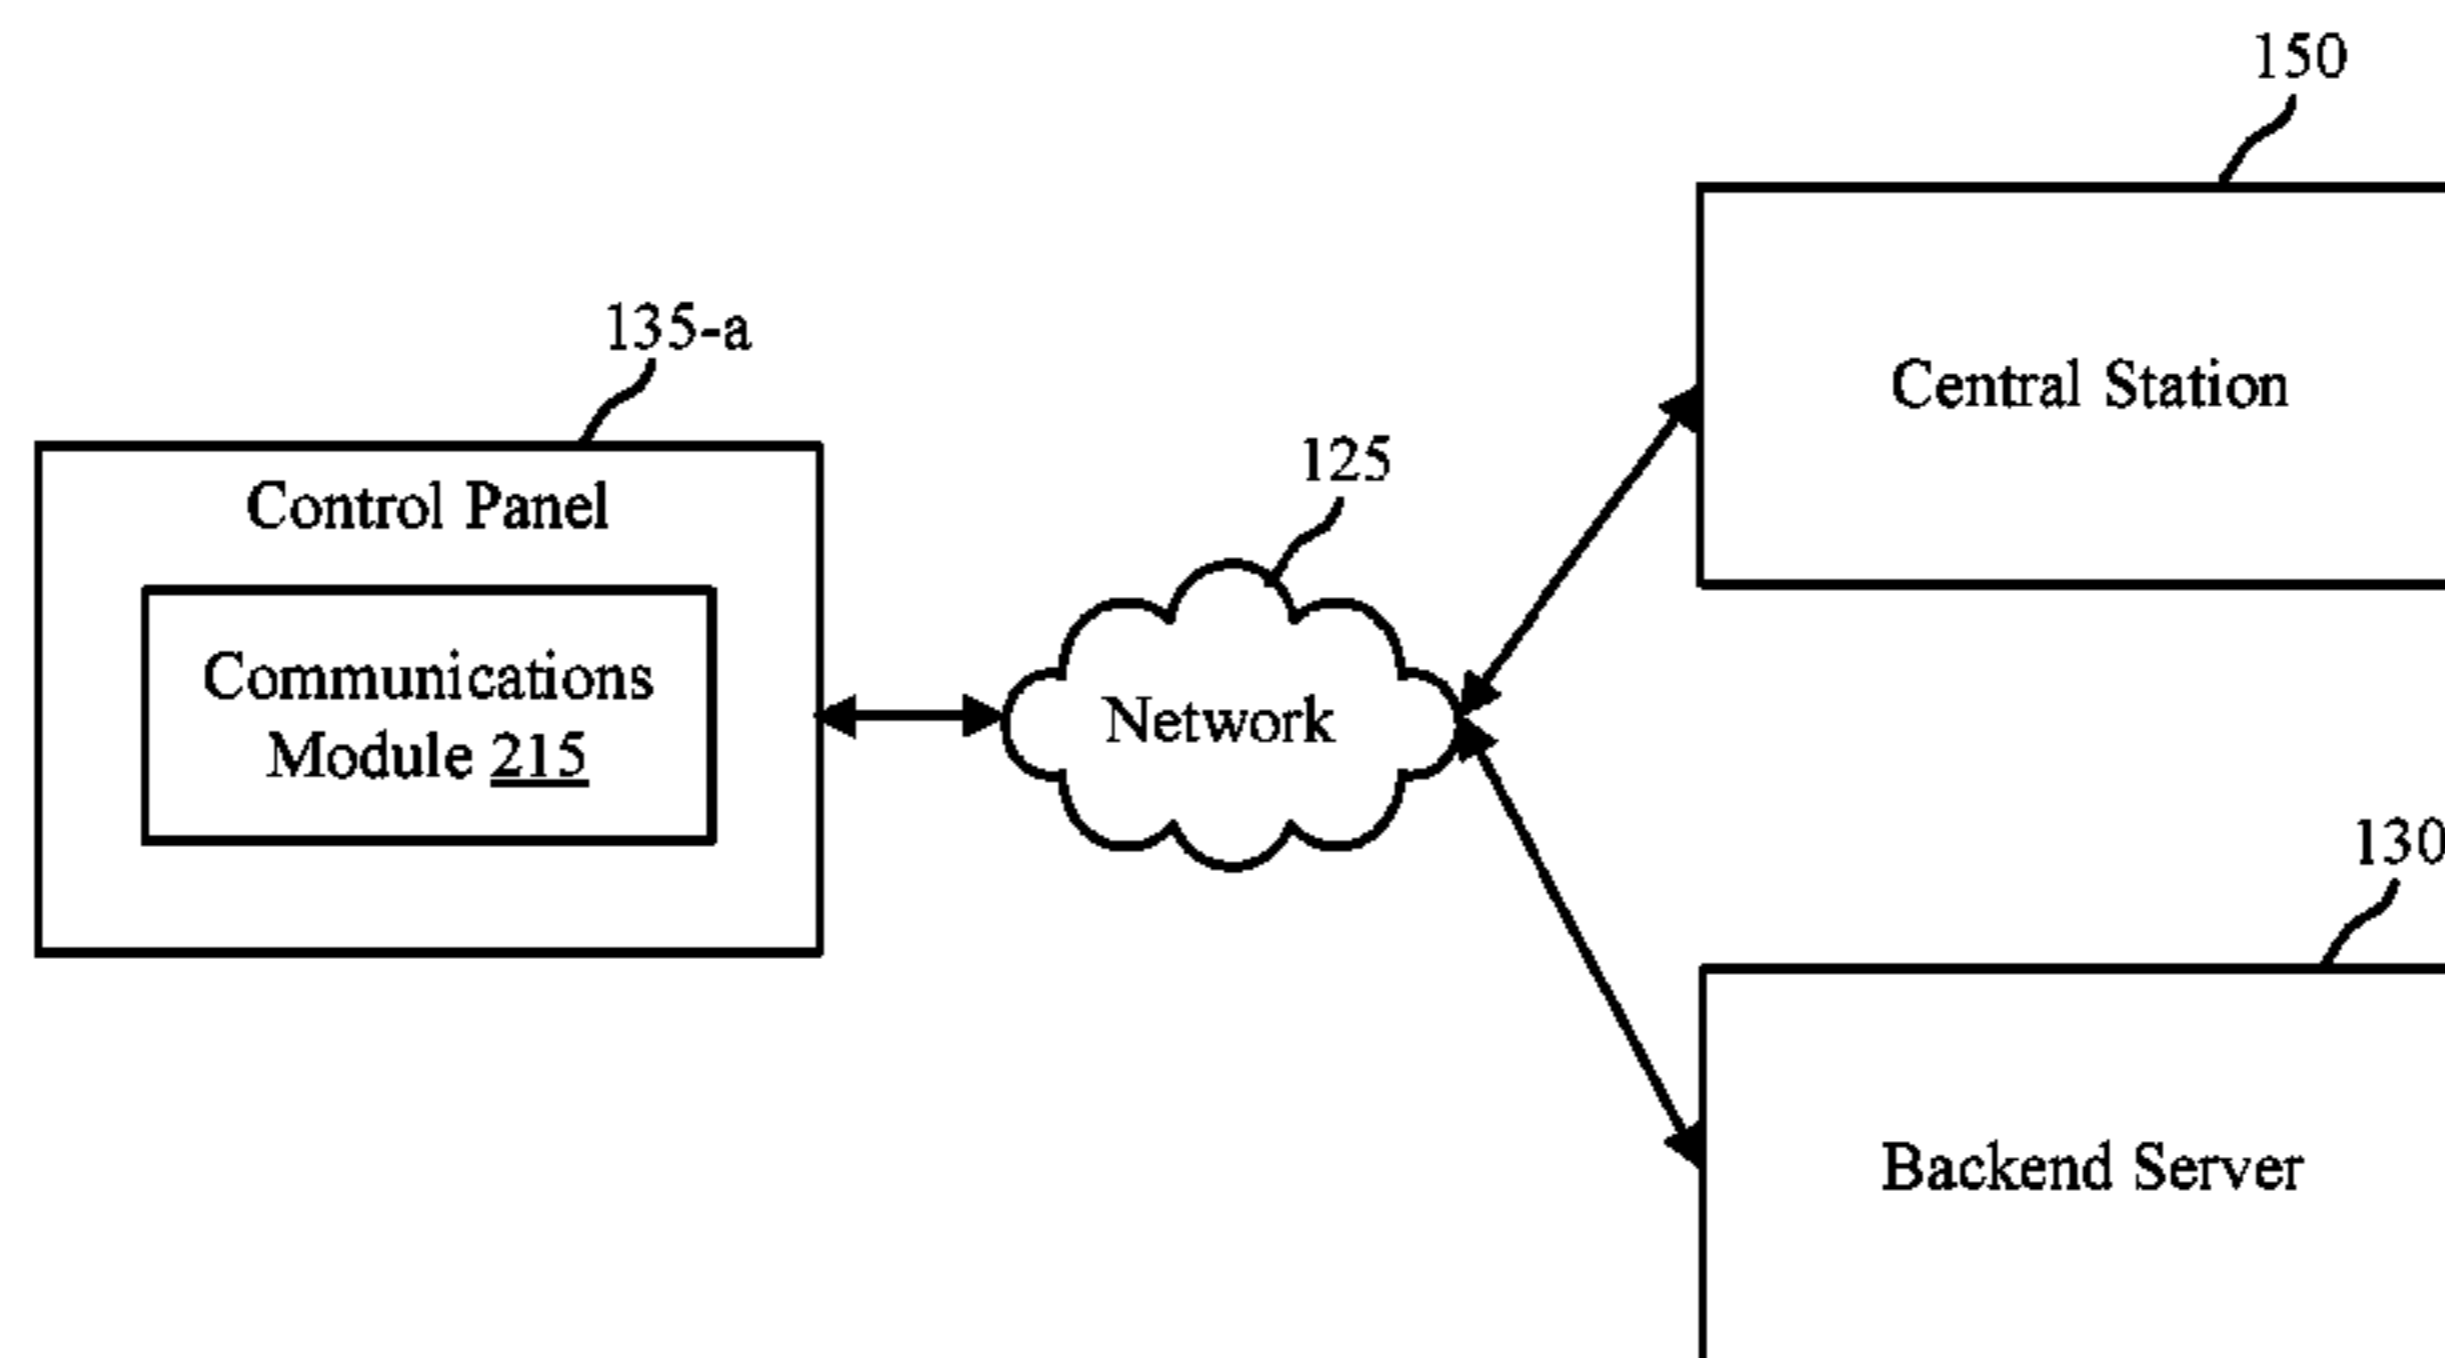 150
135-a
Control Panel
Communications
Module 215
125
Network
Central Station
130
Backend Server